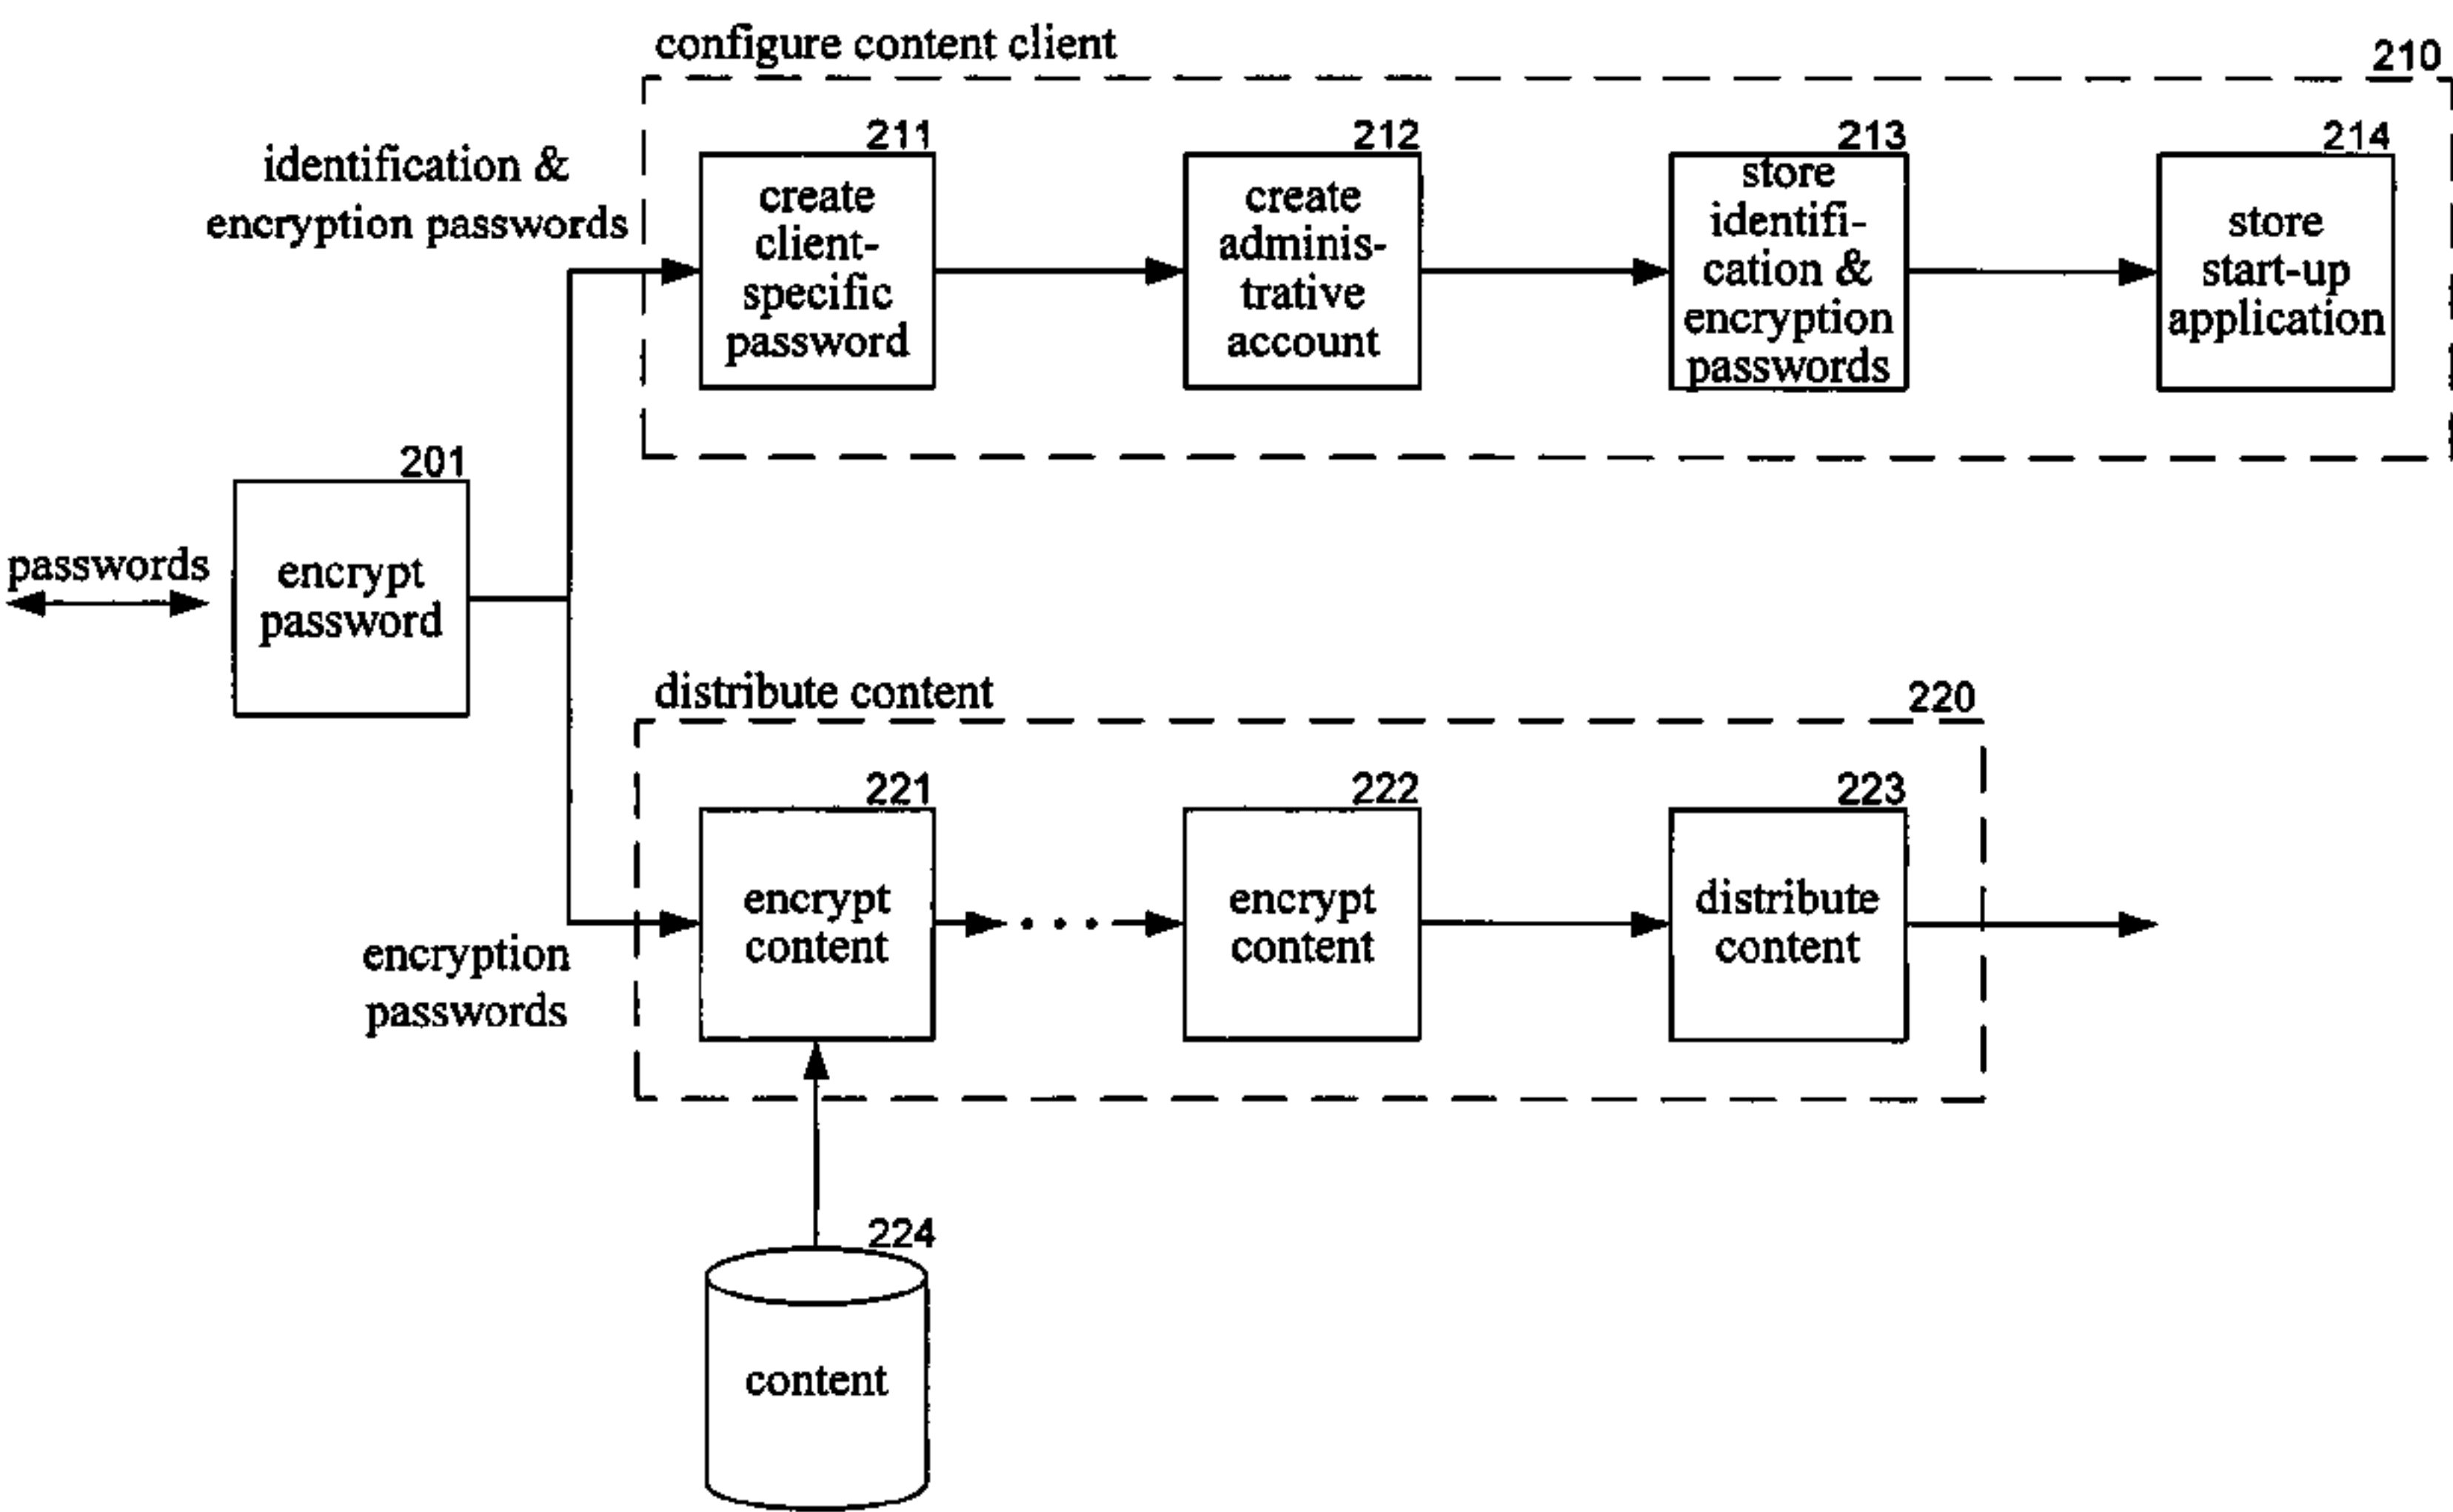 configure content client
210
identification &
encryption passwords
211
create
client-
specific
password
212
create
adminis-
trative
account
213
store
identifi-
cation &
encryption
passwords
214
store
start-up
application
passwords
201
encrypt
password
distribute content
220
encryption
passwords
221
encrypt
content
222
encrypt
content
223
distribute
content
224
content